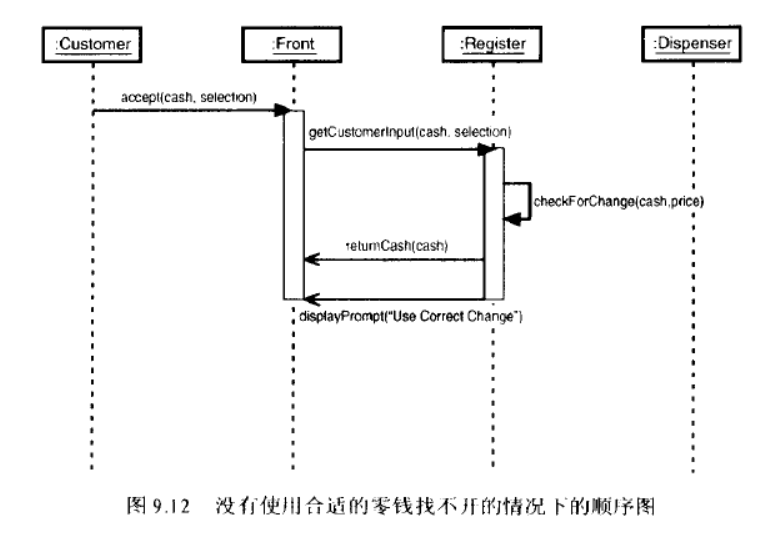 :Customer
:Front
:Register
:Dispenser
accept(cash, selection)
getCustomerInput(cash, selection)
checkForChange(cash,price)
returnCash(cash)
displayPrompt("Use Correct Change")
图 9.12 没有使用合适的零钱找不开的情况下的顺序图